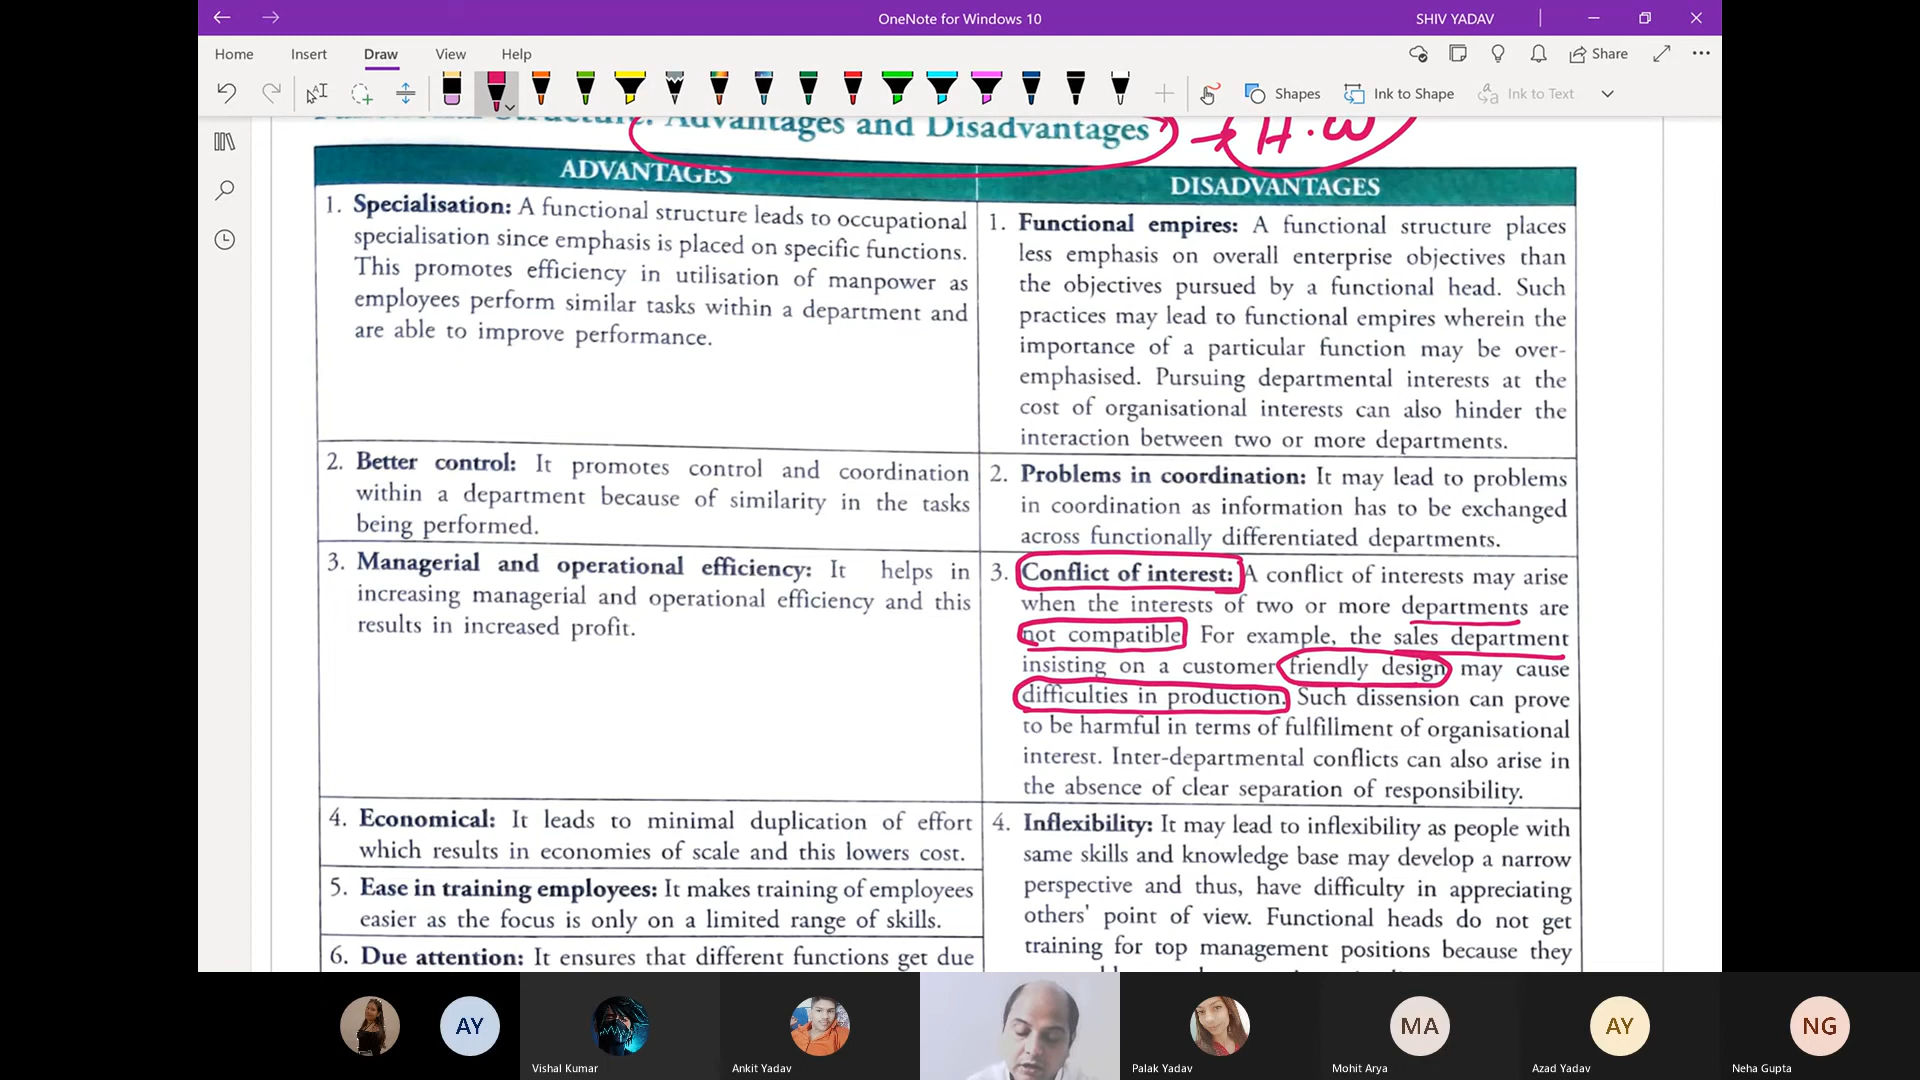 OneNote for Windows 10
SHIV YADAV
Home Insert Draw View Help
Share
Shapes
Ink to Shape
Ink to Text
Functional Structure: Advantages and Disadvantages
H.W
ADVANTAGES
1. Specialisation: A functional structure leads to occupational
specialisation since emphasis is placed on specific functions.
This promotes efficiency in utilisation of manpower as
employees perform similar tasks within a department and
are able to improve performance.
2. Better control: It promotes control and coordination
within a department because of similarity in the tasks
being performed.
3. Managerial and operational efficiency: It helps in
increasing managerial and operational efficiency and this
results in increased profit.
4. Economical: It leads to minimal duplication of effort
which results in economies of scale and this lowers cost.
5. Ease in training employees: It makes training of employees
easier as the focus is only on a limited range of skills.
6. Due attention: It ensures that different functions get due
DISADVANTAGES
1. Functional empires: A functional structure places
less emphasis on overall enterprise objectives than
the objectives pursued by a functional head. Such
practices may lead to functional empires wherein the
importance of a particular function may be over-
emphasised. Pursuing departmental interests at the
cost of organisational interests can also hinder the
interaction between two or more departments.
2. Problems in coordination: It may lead to problems
in coordination as information has to be exchanged
across functionally differentiated departments.
3. Conflict of interest: A conflict of interests may arise
when the interests of two or more departments are
not compatible. For example, the sales department
insisting on a customer friendly design may cause
difficulties in production. Such dissension can prove
to be harmful in terms of fulfillment of organisational
interest. Inter-departmental conflicts can also arise in
the absence of clear separation of responsibility.
4. Inflexibility: It may lead to inflexibility as people with
same skills and knowledge base may develop a narrow
perspective and thus, have difficulty in appreciating
others' point of view. Functional heads do not get
training for top management positions because they
AY
Vishal Kumar
Ankit Yadav
Palak Yadav
MA
Mohit Arya
AY
Azad Yadav
NG
Neha Gupta